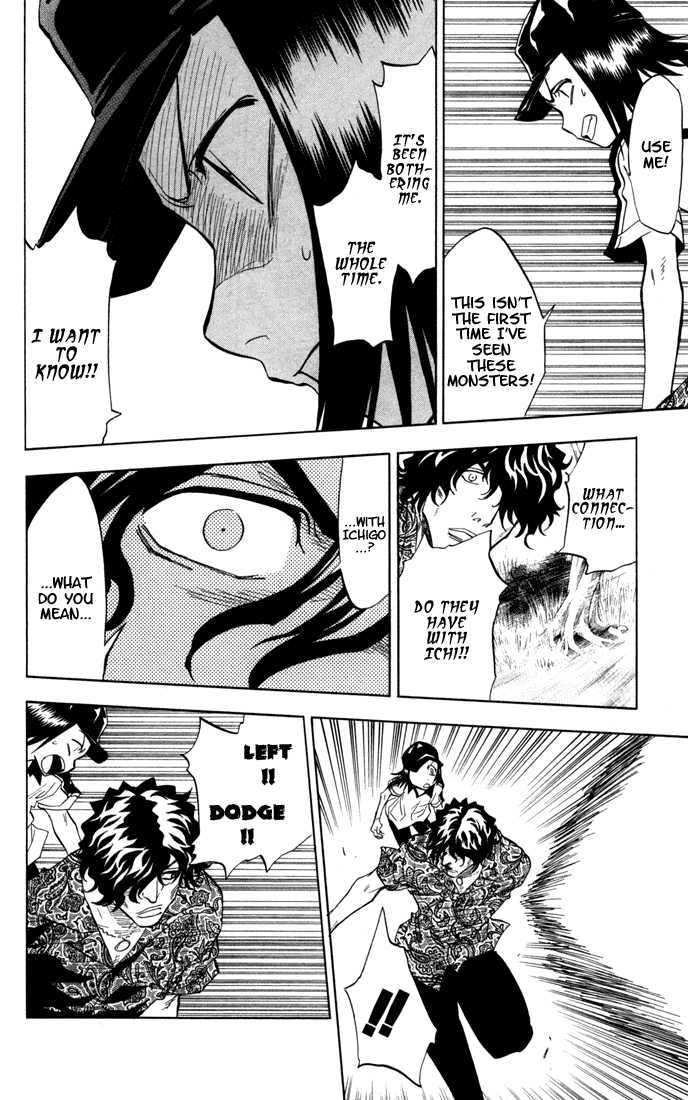 USE
ME!
THIS ISN'T
THE FIRST
TIME I'VE
SEEN
THESE
MONSTERS!
IT'S
BEEN
BOTH-
ERING
ME.
THE
WHOLE
TIME.
I WANT
TO
KNOW!!
WHAT
CONNEC-
TION...
DO THEY
HAVE
WITH
ICHI!!
...WITH
ICHIGO
...?
...WHAT
DO YOU
MEAN...
LEFT
!!
DODGE
!!
!!